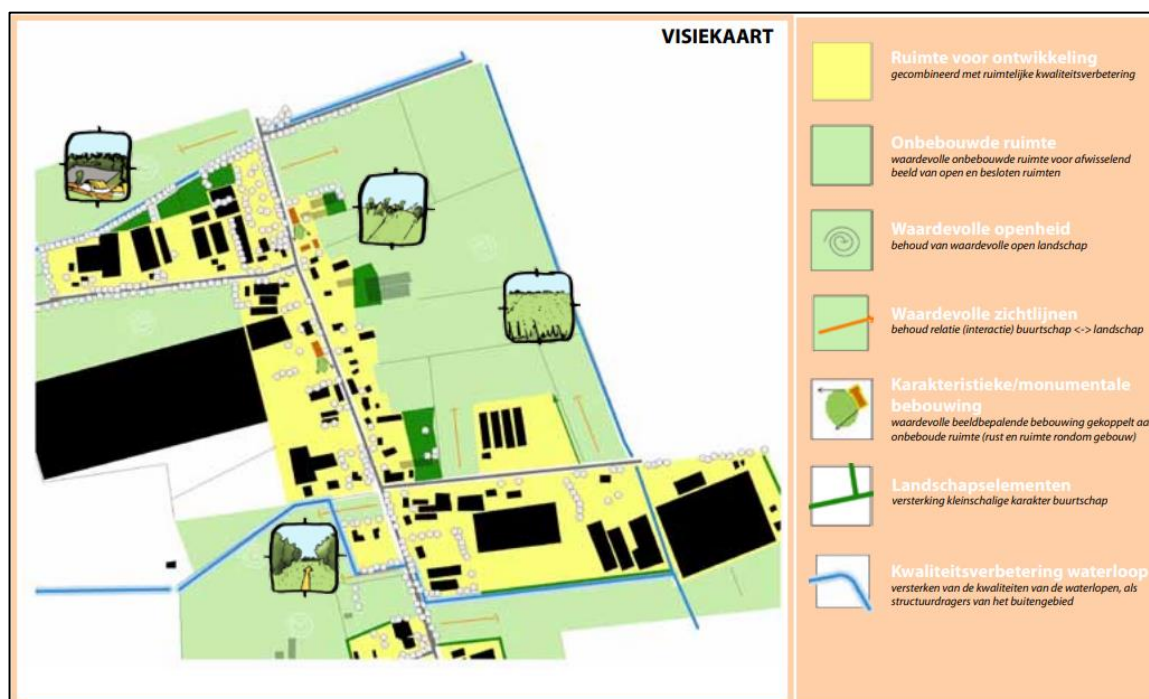 VISIEKAART
Ruimte voor ontwikkeling
gecombineerd met ruimtelijke kwaliteitsverbetering
Onbebouwde ruimte
waardevolle onbebouwde ruimte voor afwisselend
beeld van open en besloten ruimten
Waardevolle openheid
behoud van waardevolle open landschap
Waardevolle zichtlijnen
behoud relatie (interactie) buurtschap <-> landschap
Karakteristieke/monumentale
bebouwing
waardevolle beeldbepalende bebouwing gekoppelt aa
onbeboude ruimte (rust en ruimte rondom gebouw)
Landschapselementen
versterking kleinschalige karakter buurtschap
Kwaliteitsverbetering waterloop
versterken van de kwaliteiten van de waterlopen, als
structuurdragers van het buitengebied